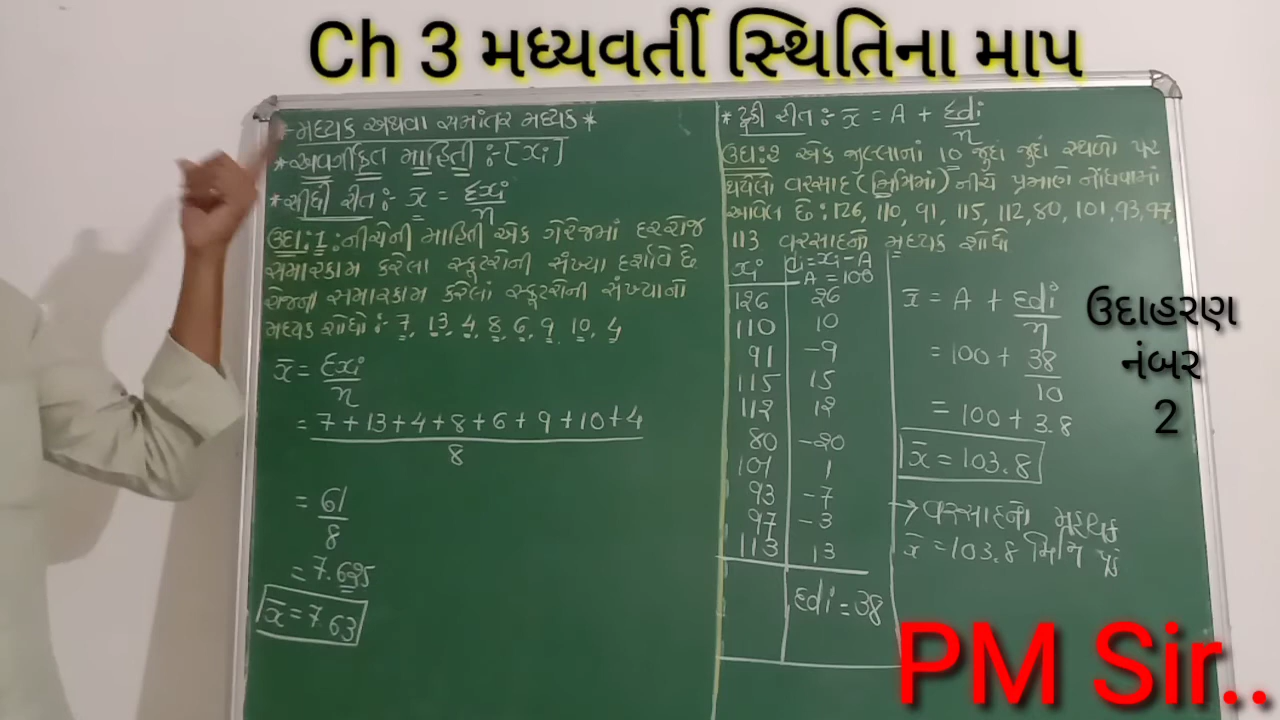 Ch 3 મધ્યવર્તી સ્થિતિના માપ
* મધ્યક અથવા સમાંતર મધ્યક *
* અવર્ગીકૃત માહિતી :- [xi]
* સીધી રીત :- x̄ = Σxi/n
ઉદા:1 : નીચેની માહિતી એક ગેરેજમાં દરરોજ
સમારકામ કરેલા સ્કૂટરોની સંખ્યા દર્શાવે છે
સમારકામ કરેલાં સ્કૂટરોની સંખ્યાનો
મધ્યક શોધો :- 7, 13, 4, 8, 6, 9, 10, 4
x̄ = Σxi/n
= 7+13+4+8+6+9+10+4
8
= 61/8
= 7.625
x̄ = 7.63
* ટૂંકી રીત :- x̄ = A + Σdi/n
ઉદા:2 એક જીલ્લાનાં 10 જુદાં જુદાં સ્થળો પર
થયેલો વરસાદ (મિમિમાં) નીચે પ્રમાણે નોંધવામાં
આવેલ છે : 126, 110, 91, 115, 112, 80, 101, 93, 97,
113 વરસાદનો મધ્યક શોધો
xi di = xi - A
A = 100
126 26
110 10
91 -9
115 15
112 12
80 -20
101 1
93 -7
97 -3
113 13
Σdi = 38
x̄ = A + Σdi/n
= 100 + 38/10
= 100 + 3.8
x̄ = 103.8
→ વરસાદનો મધ્યક
x̄ = 103.8 મિમિ
ઉદાહરણ
નંબર
2
PM Sir..